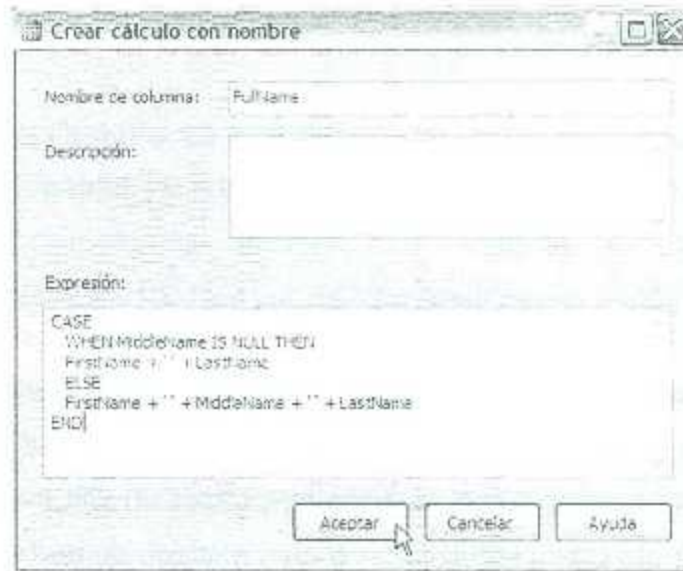 Crear cálculo con nombre
Nombre de columna: FullName
Descripción:
Expresión:
CASE
WHEN MiddleName IS NULL THEN
FirstName + ' ' + LastName
ELSE
FirstName + ' ' + MiddleName + ' ' + LastName
END
Aceptar Cancelar Ayuda